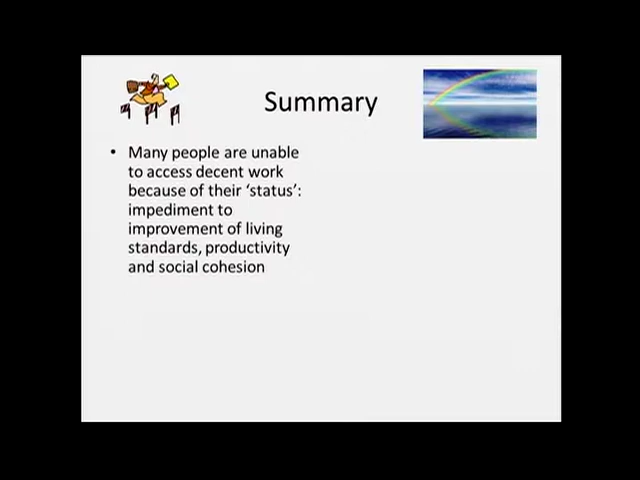 Summary
• Many people are unable
to access decent work
because of their ‘status’:
impediment to
improvement of living
standards, productivity
and social cohesion